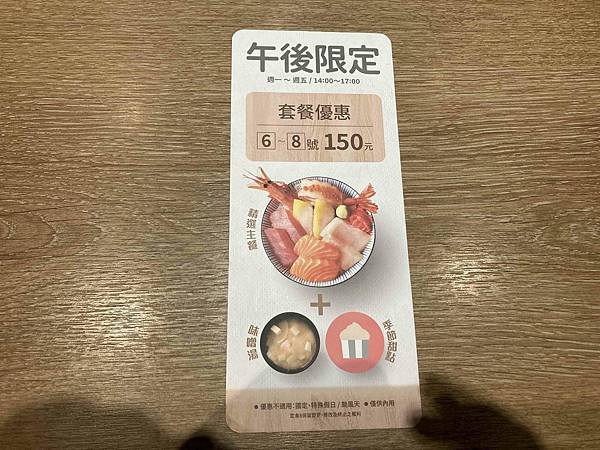 午後限定
週一～週五 / 14:00～17:00
套餐優惠
6～8號 150元
精選主餐
+
味噌湯
季節甜點
● 優惠不適用：國定、特殊假日 / 颱風天 ● 僅供內用